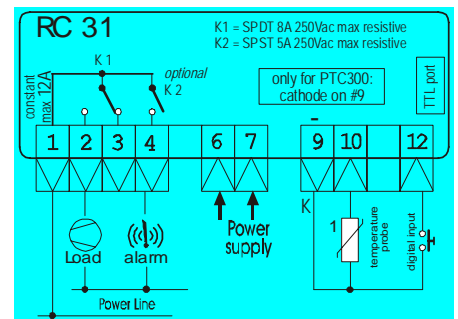 RC 31
K1 = SPDT 8A 250Vac max resistive
K2 = SPST 5A 250Vac max resistive
K 1
optional
K 2
constant
max 12A
only for PTC300:
cathode on #9
TTL port
1 2 3 4 6 7 9 10 12
-
K
1
Load
alarm
Power
supply
temperature
probe
digital input
Power Line